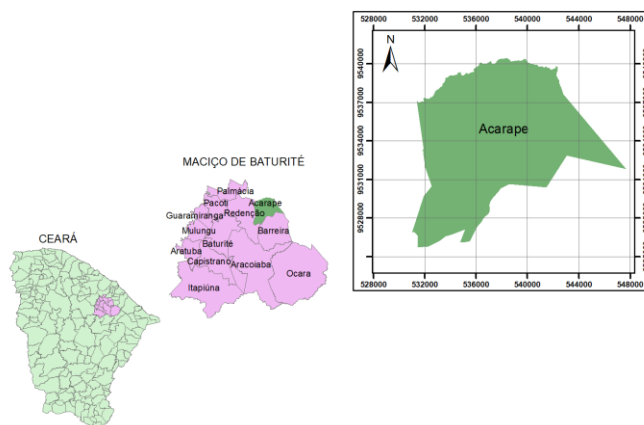 528000 532000 536000 540000 544000 548000
N
9540000
9537000
9534000
9531000
9528000
Acarape
528000 532000 536000 540000 544000 548000
MACIÇO DE BATURITÉ
Palmácia
Pacoti
Acarape
Guaramiranga
Redenção
Mulungu
Barreira
Baturité
Aratuba
Capistrano
Aracoiaba
Ocara
Itapiúna
CEARÁ